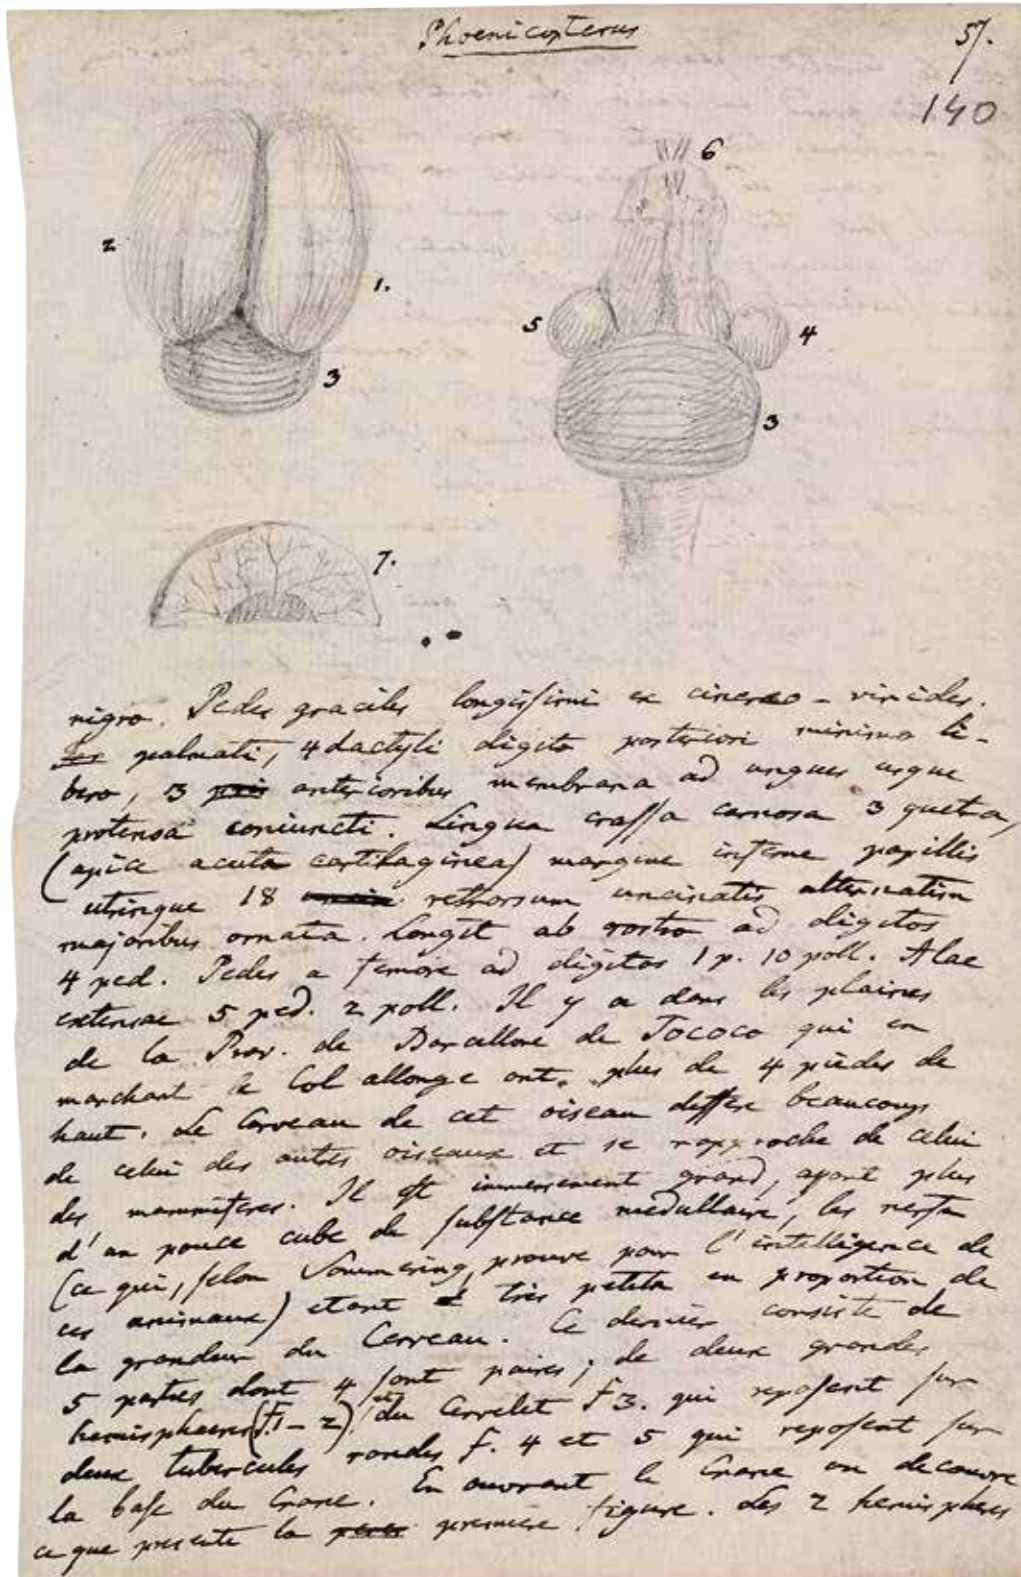 Phoenicopterus
57.
140
6
2
1.
5
4
3
3
7.
nigro. Pedes graciles longissimi ex cinereo-virides.
palmati, 4dactyli digito posteriori minimo li-
bero, 3 anterioribus membrana ad ungues usque
protensa coniuncti. Lingua crassa carnosa 3 quetra,
(apice acuta cartilaginea) margine interne papillis
utrinque 18 retrorsum uncinatis alternatim
majoribus ornata. Longit ab rostro ad digitos
4 ped. Pedes a femore ad digitos 1 p. 10 poll. Alae
extensae 5 ped. 2 poll. Il y a dans les plaines
de la Prov. de Barcellone de Tococo qui en
marchant le Col allongé ont plus de 4 pieds de
haut. Le Cerveau de cet oiseau differe beaucoup
de celui des autres oiseaux et se rapproche de celui
des mammiferes. Il est immensement grand, ayant plus
d'un pouce cube de substance medullaire, les nerfs
(ce qui, selon Sommering, prouve pour l'intelligence de
ces animaux) etant tres petits en proportion de
la grandeur du Cerveau. Ce dernier consiste de
5 parties dont 4 sont paires; de deux grandes
hemispheres (f. 1-2) et du Cervelet f 3. qui reposent sur
deux tubercules rondes f. 4 et 5 qui reposent sur
la base du Crane. En ouvrant le Crane on decouvre
ce que presente la premiere figure. Les 2 hemispheres